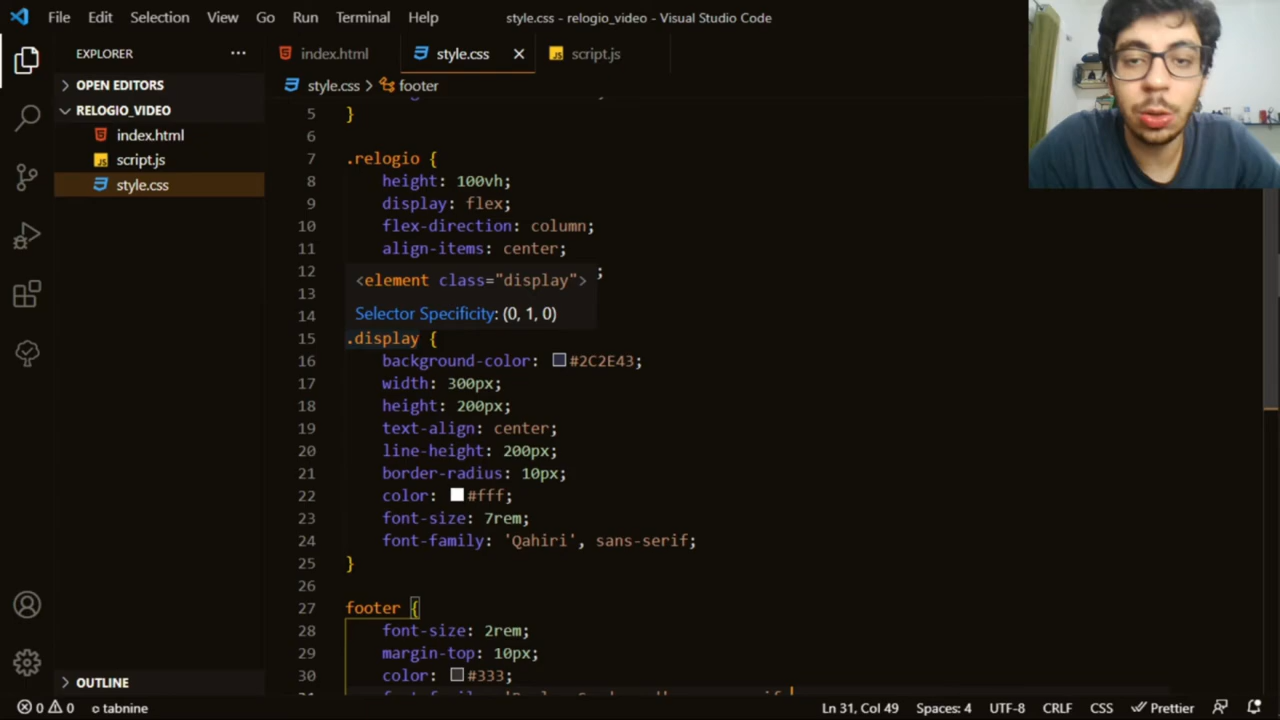 File Edit Selection View Go Run Terminal Help style.css - relogio_video - Visual Studio Code
EXPLORER ···
OPEN EDITORS
RELOGIO_VIDEO
index.html
script.js
style.css
OUTLINE
index.html style.css script.js
style.css > footer
5 }
6
7 .relogio {
8 height: 100vh;
9 display: flex;
10 flex-direction: column;
11 align-items: center;
12 ;
<element class="display">
13
Selector Specificity: (0, 1, 0)
14
15 .display {
16 background-color: #2C2E43;
17 width: 300px;
18 height: 200px;
19 text-align: center;
20 line-height: 200px;
21 border-radius: 10px;
22 color: #fff;
23 font-size: 7rem;
24 font-family: 'Qahiri', sans-serif;
25 }
26
27 footer {
28 font-size: 2rem;
29 margin-top: 10px;
30 color: #333;
0 0 tabnine Ln 31, Col 49 Spaces: 4 UTF-8 CRLF CSS Prettier